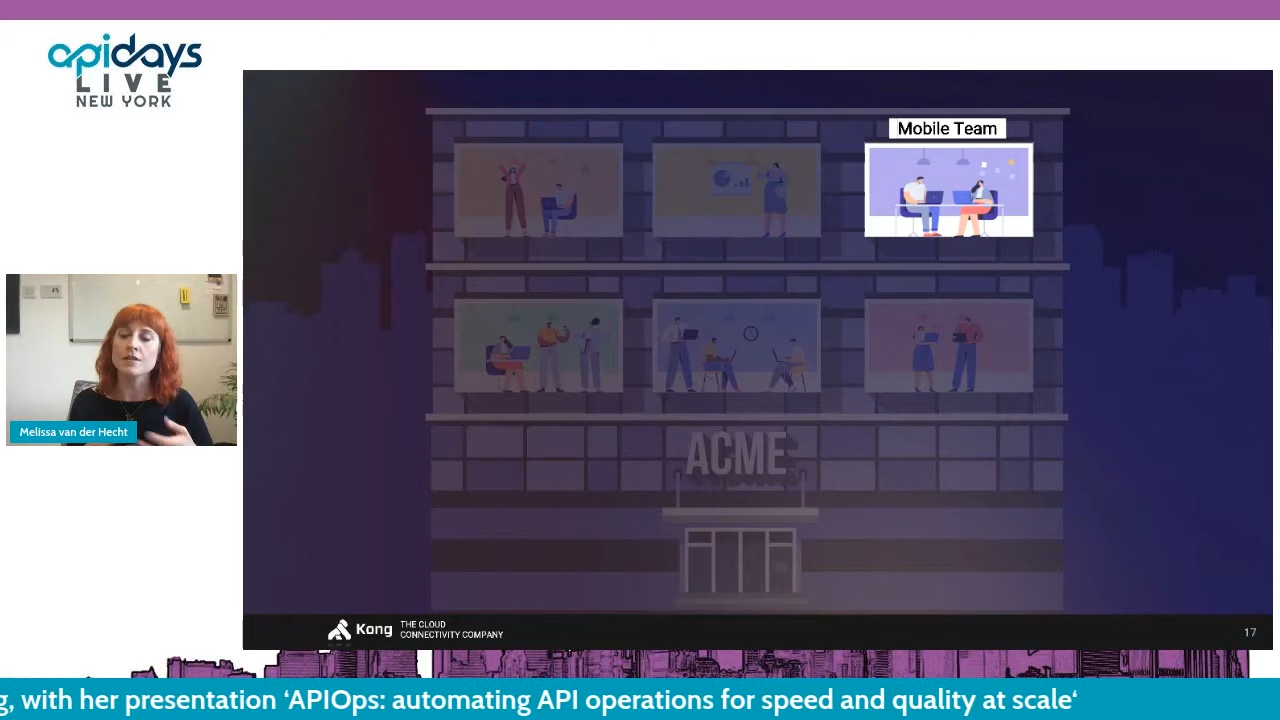 apidays
LIVE
NEW YORK
Mobile Team
ACME
Melissa van der Hecht
Kong THE CLOUD
CONNECTIVITY COMPANY
17
g, with her presentation ‘APIOps: automating API operations for speed and quality at scale‘